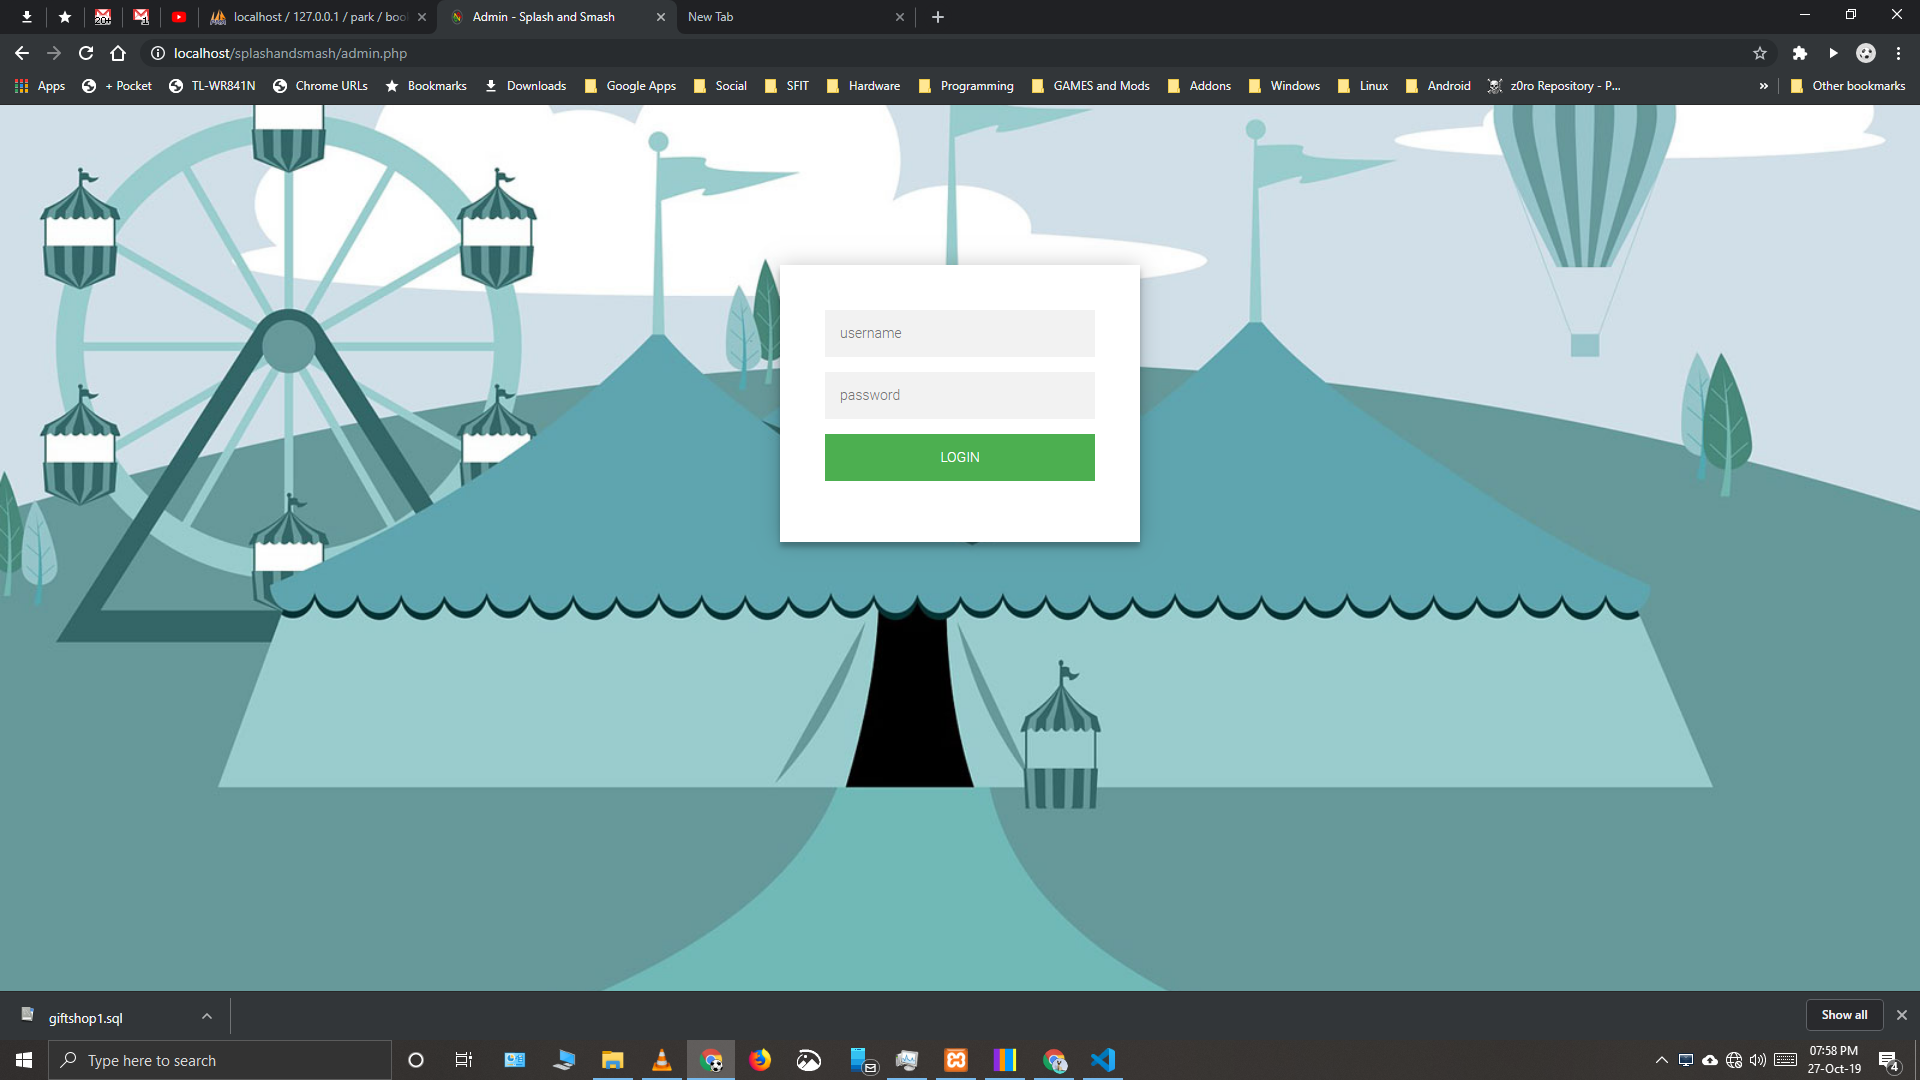 20+
1
localhost / 127.0.0.1 / park / boo
Admin - Splash and Smash
New Tab
localhost/splashandsmash/admin.php
Apps
+ Pocket
TL-WR841N
Chrome URLs
Bookmarks
Downloads
Google Apps
Social
SFIT
Hardware
Programming
GAMES and Mods
Addons
Windows
Linux
Android
z0ro Repository - P...
»
Other bookmarks
username
password
LOGIN
giftshop1.sql
Show all
Type here to search
07:58 PM
27-Oct-19
4